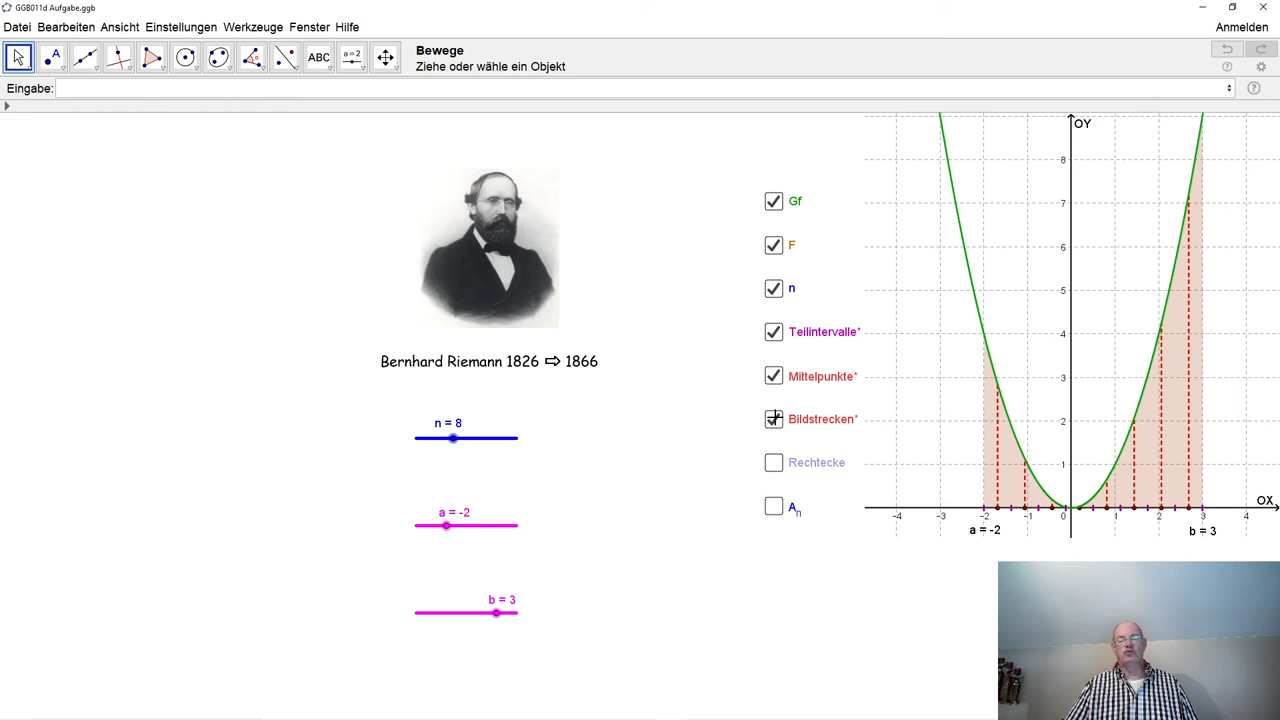 GGB011d Aufgabe.ggb
Datei Bearbeiten Ansicht Einstellungen Werkzeuge Fenster Hilfe
Anmelden
A
ABC
a=2
Bewege
Ziehe oder wähle ein Objekt
Eingabe:
Bernhard Riemann 1826 ⇨ 1866
n = 8
a = -2
b = 3
Gf
F
n
Teilintervalle*
Mittelpunkte*
Bildstrecken*
Rechtecke
An
OY
8
7
6
5
4
3
2
1
OX
-4 -3 -2 -1 0 1 2 3 4
a = -2
b = 3